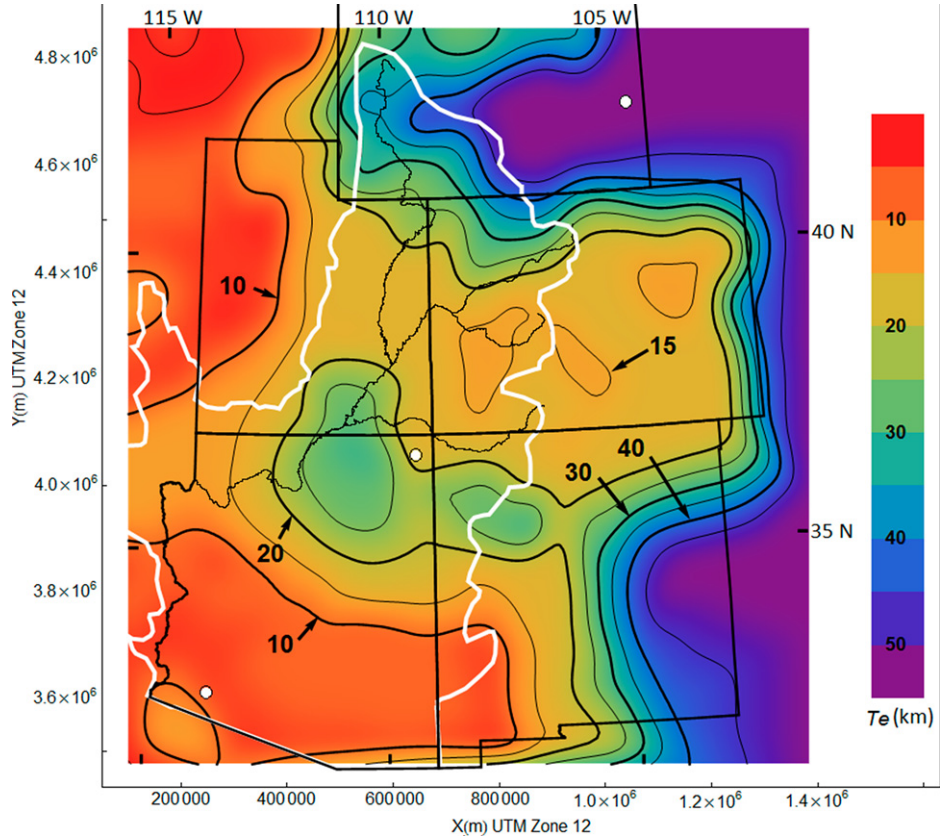 115 W 110 W 105 W
4.8×10⁶
4.6×10⁶
4.4×10⁶
4.2×10⁶
4.0×10⁶
3.8×10⁶
3.6×10⁶
Y(m) UTM Zone 12
40 N
35 N
10
15
30
40
20
10
10
20
30
40
50
Te (km)
200000 400000 600000 800000 1.0×10⁶ 1.2×10⁶ 1.4×10⁶
X(m) UTM Zone 12